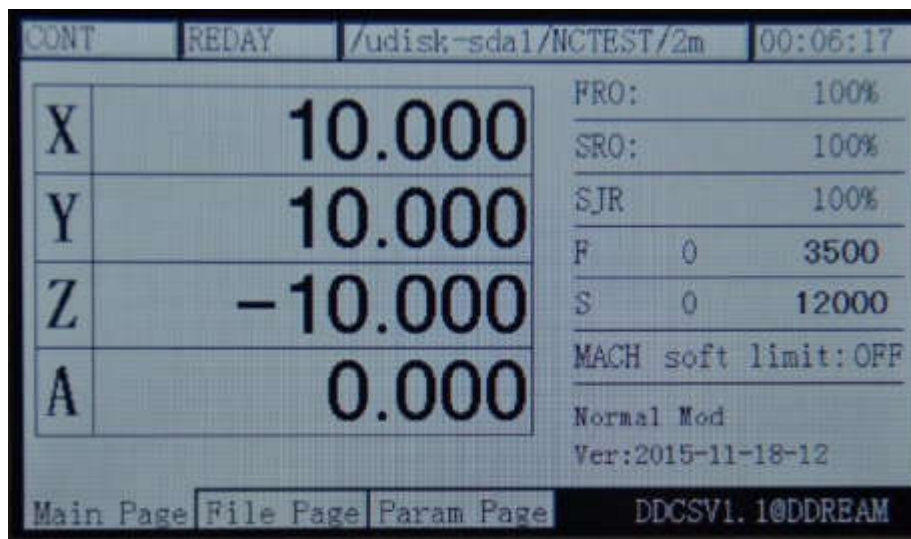 CONT REDAY /udisk-sda1/NCTEST/2m 00:06:17
X 10.000
Y 10.000
Z -10.000
A 0.000
FRO: 100%
SRO: 100%
SJR 100%
F 0 3500
S 0 12000
MACH soft limit:OFF
Normal Mod
Ver:2015-11-18-12
Main Page File Page Param Page DDCSV1.1@DDREAM